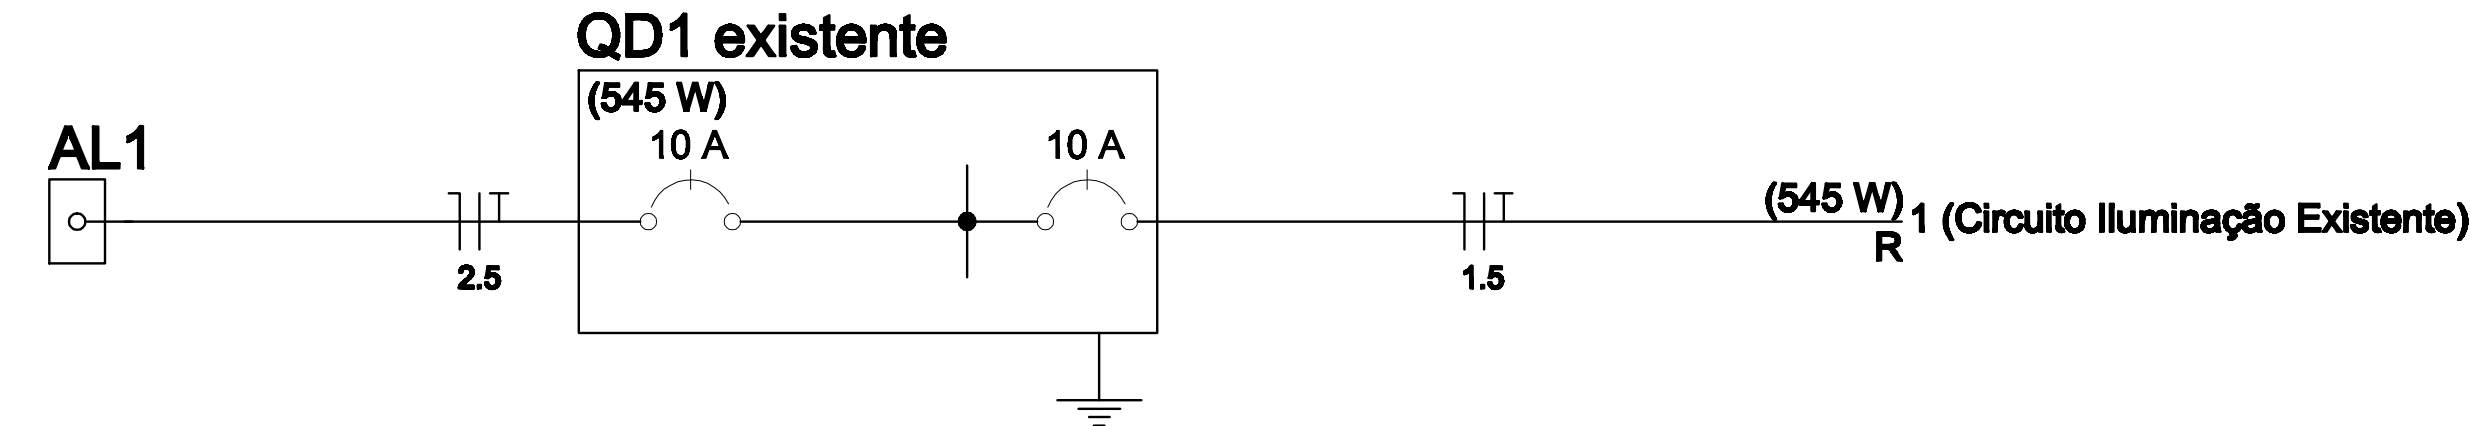 QD1 existente
(545 W)
10 A
10 A
AL1
2.5
1.5
(545 W)
R
1 (Circuito Iluminação Existente)